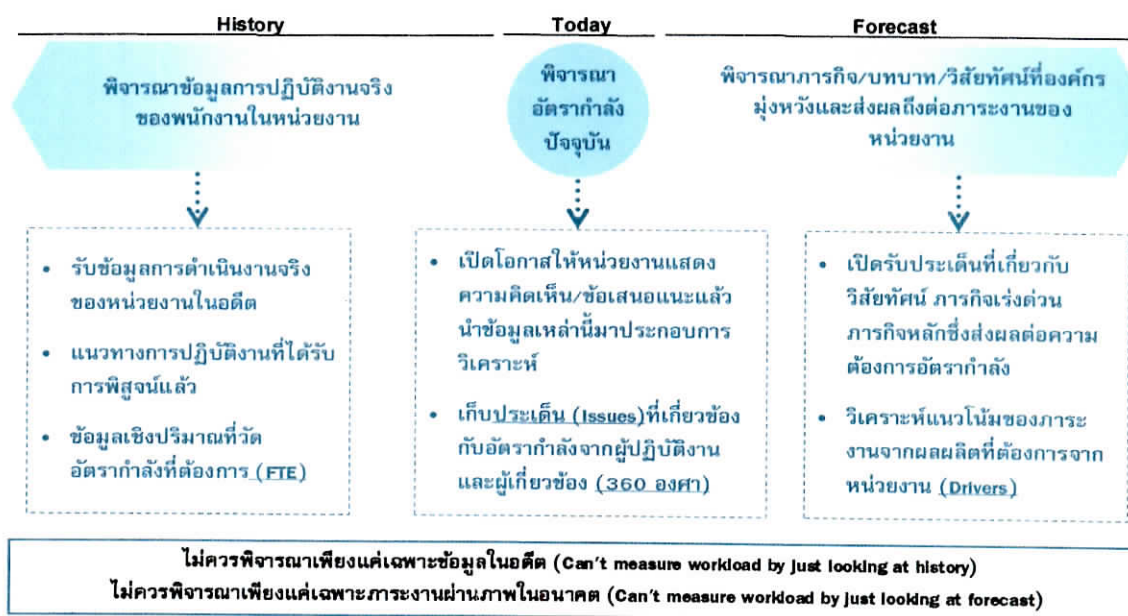 History
Today
Forecast
พิจารณาข้อมูลการปฏิบัติงานจริง
ของพนักงานในหน่วยงาน
พิจารณา
อัตรากำลัง
ปัจจุบัน
พิจารณาภารกิจ/บทบาท/วิสัยทัศน์ที่องค์กร
มุ่งหวังและส่งผลถึงต่อภาระงานของ
หน่วยงาน
• รับข้อมูลการดำเนินงานจริง
ของหน่วยงานในอดีต
• แนวทางการปฏิบัติงานที่ได้รับ
การพิสูจน์แล้ว
• ข้อมูลเชิงปริมาณที่วัด
อัตรากำลังที่ต้องการ (FTE)
• เปิดโอกาสให้หน่วยงานแสดง
ความคิดเห็น/ข้อเสนอแนะแล้ว
นำข้อมูลเหล่านี้มาประกอบการ
วิเคราะห์
• เก็บประเด็น (Issues)ที่เกี่ยวข้อง
กับอัตรากำลังจากผู้ปฏิบัติงาน
และผู้เกี่ยวข้อง (360 องศา)
• เปิดรับประเด็นที่เกี่ยวกับ
วิสัยทัศน์ ภารกิจเร่งด่วน
ภารกิจหลักซึ่งส่งผลต่อความ
ต้องการอัตรากำลัง
• วิเคราะห์แนวโน้มของภาระ
งานจากผลผลิตที่ต้องการจาก
หน่วยงาน (Drivers)
ไม่ควรพิจารณาเพียงแค่เฉพาะข้อมูลในอดีต (Can't measure workload by just looking at history)
ไม่ควรพิจารณาเพียงแค่เฉพาะภาระงานผ่านภาพในอนาคต (Can't measure workload by just looking at forecast)